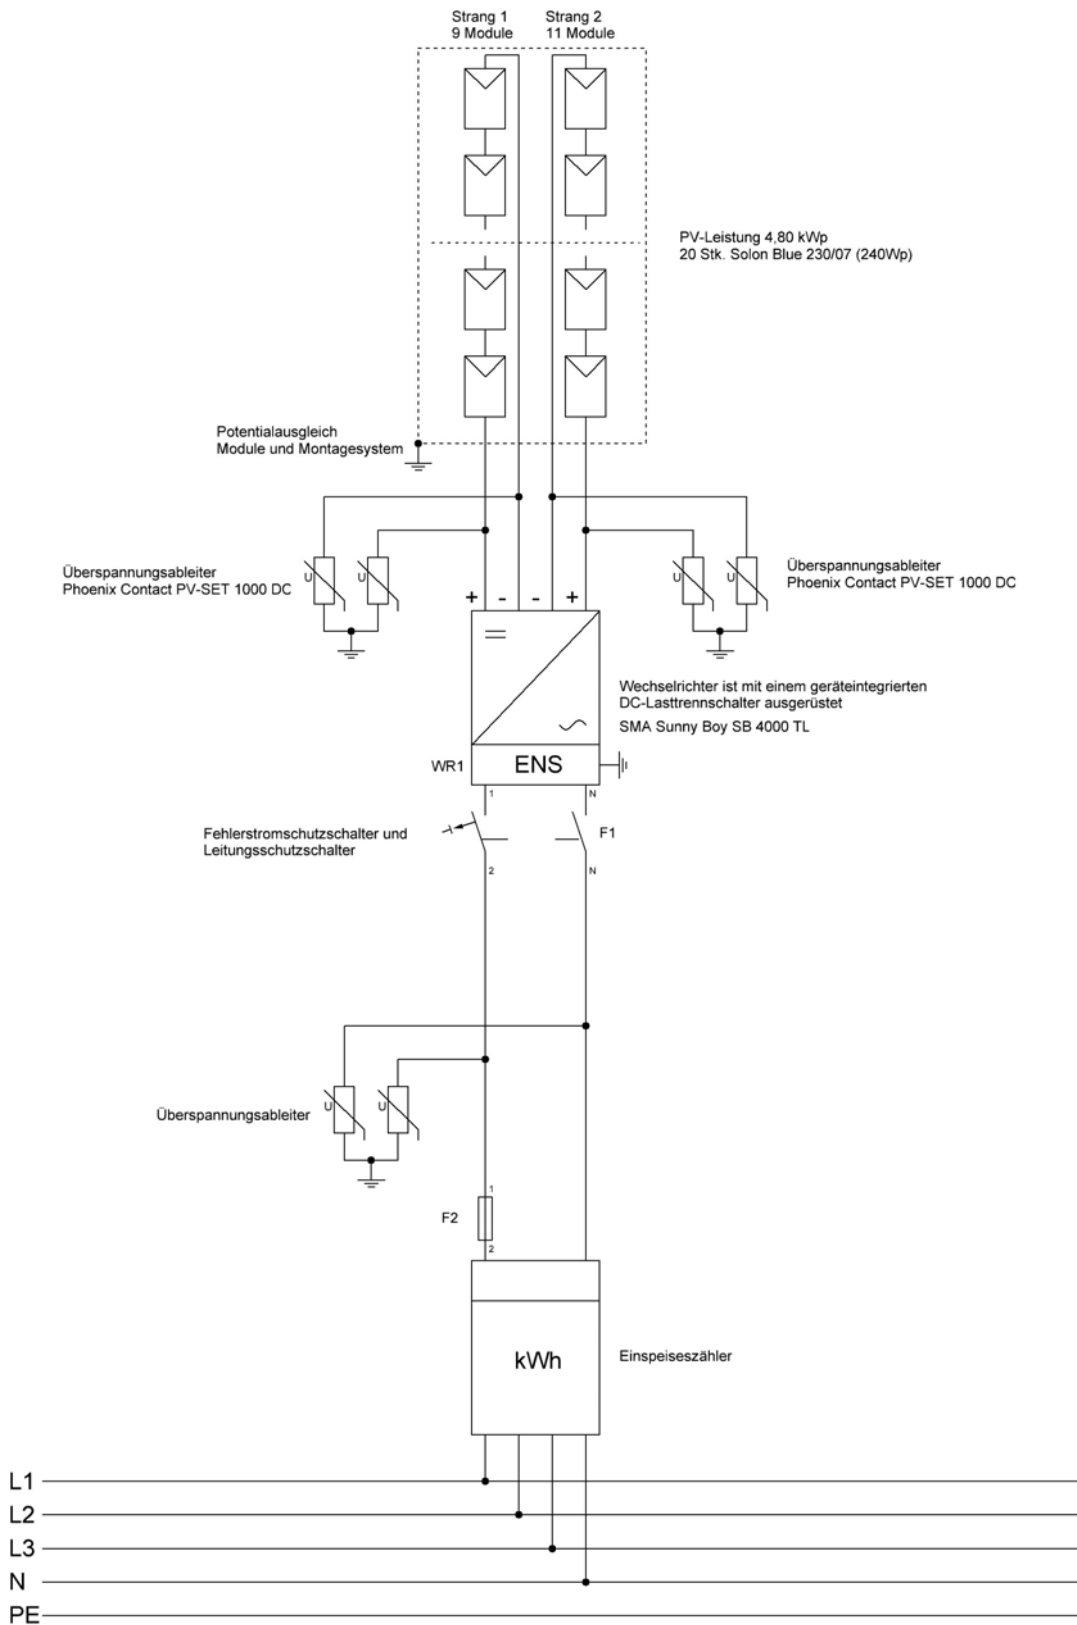 Strang 1
9 Module
Strang 2
11 Module
PV-Leistung 4,80 kWp
20 Stk. Solon Blue 230/07 (240Wp)
Potentialausgleich
Module und Montagesystem
Überspannungsableiter
Phoenix Contact PV-SET 1000 DC
U
U
U
U
Überspannungsableiter
Phoenix Contact PV-SET 1000 DC
+ - - +
Wechselrichter ist mit einem geräteintegrierten
DC-Lasttrennschalter ausgerüstet
SMA Sunny Boy SB 4000 TL
WR1
ENS
1
N
Fehlerstromschutzschalter und
Leitungsschutzschalter
F1
2
N
Überspannungsableiter
U
U
1
F2
2
kWh
Einspeiseszähler
L1
L2
L3
N
PE